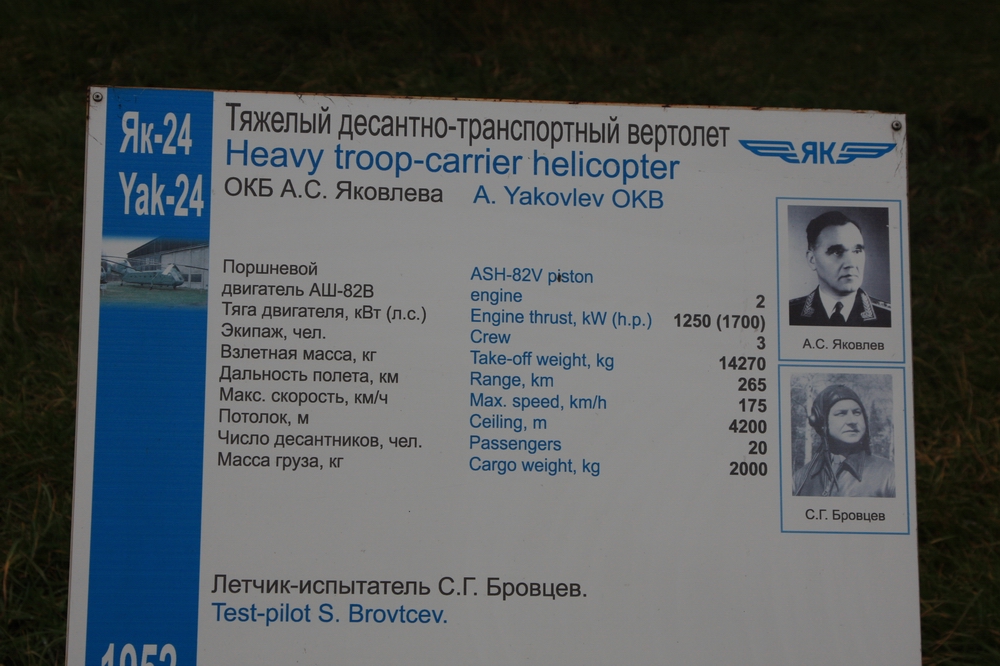 Як-24
Yak-24
Тяжелый десантно-транспортный вертолет
Heavy troop-carrier helicopter
ОКБ А.С. Яковлева A. Yakovlev OKB
ЯК
Поршневой
двигатель АШ-82В
ASH-82V piston
engine 2
Тяга двигателя, кВт (л.с.) Engine thrust, kW (h.p.) 1250 (1700)
Экипаж, чел. Crew 3
Взлетная масса, кг Take-off weight, kg 14270
Дальность полета, км Range, km 265
Макс. скорость, км/ч Max. speed, km/h 175
Потолок, м Ceiling, m 4200
Число десантников, чел. Passengers 20
Масса груза, кг Cargo weight, kg 2000
А.С. Яковлев
С.Г. Бровцев
Летчик-испытатель С.Г. Бровцев.
Test-pilot S. Brovtcev.
1952